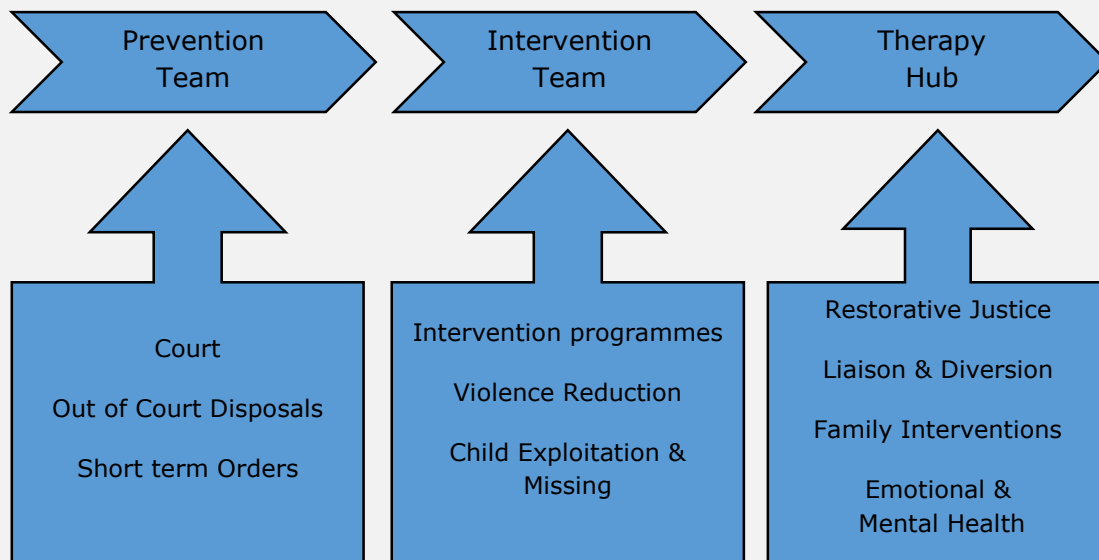 Prevention
Team
Intervention
Team
Therapy
Hub
Court
Out of Court Disposals
Short term Orders
Intervention programmes
Violence Reduction
Child Exploitation &
Missing
Restorative Justice
Liaison & Diversion
Family Interventions
Emotional &
Mental Health